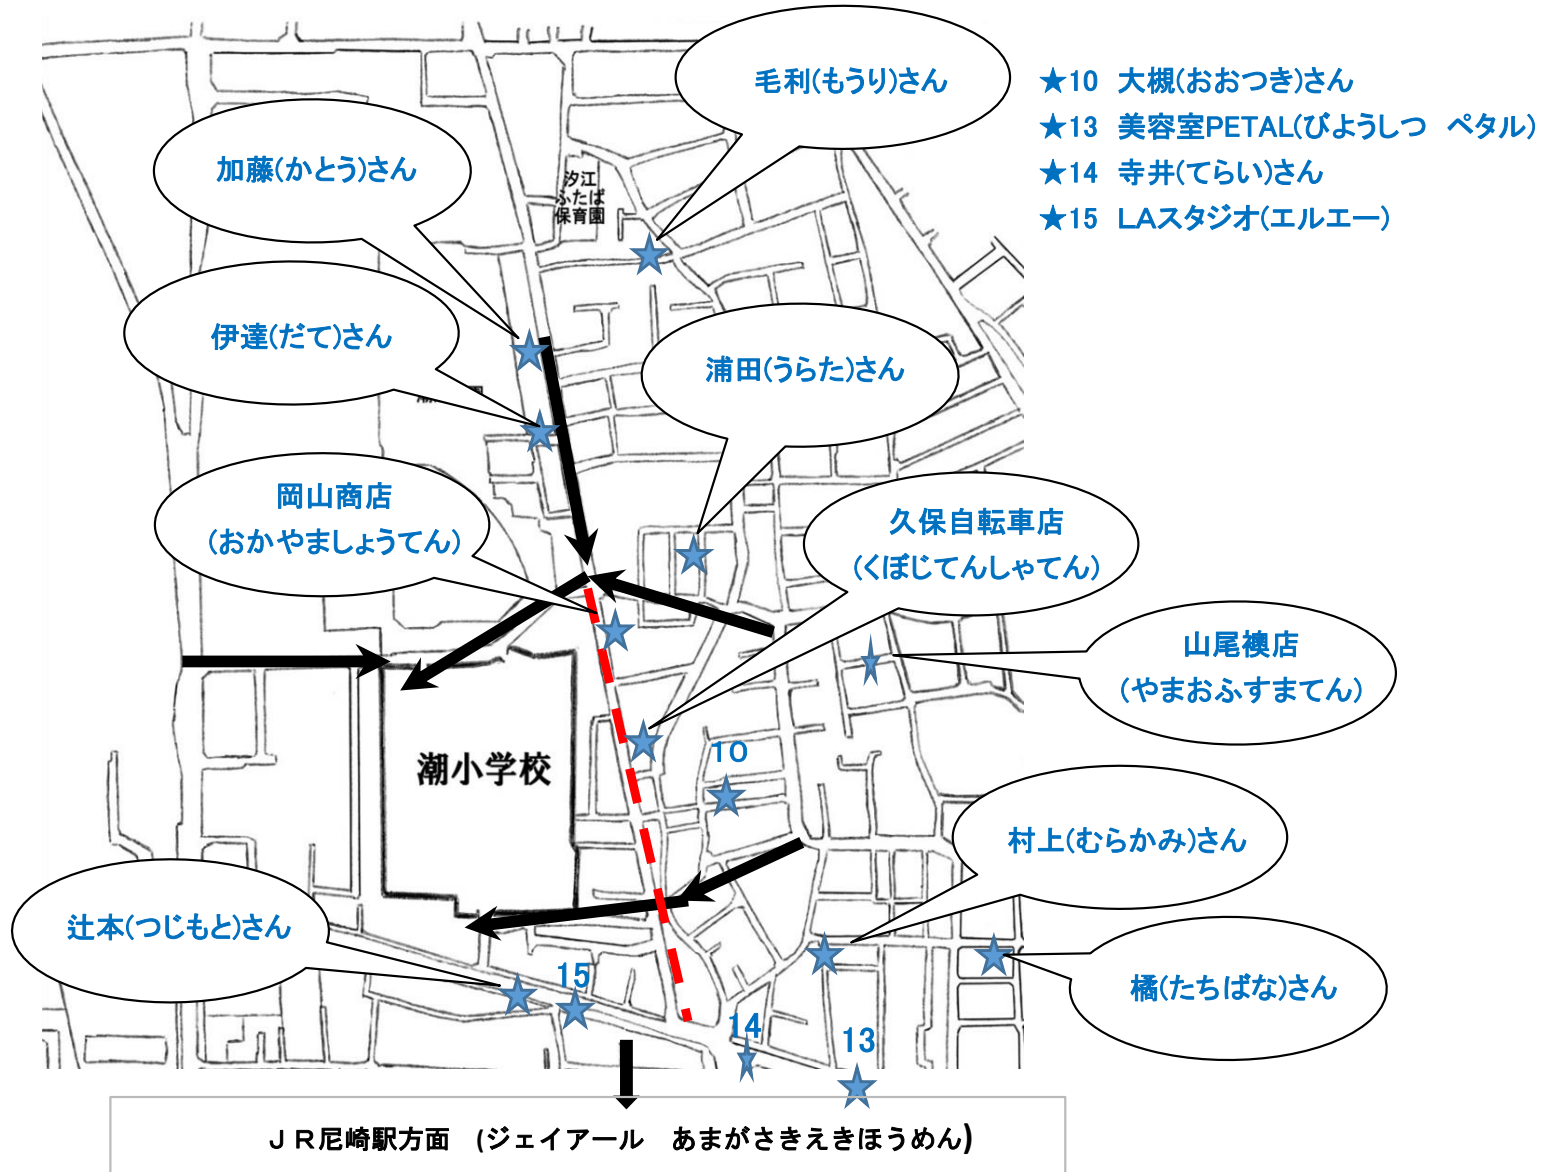 毛利(もうり)さん
★10 大槻(おおつき)さん
★13 美容室PETAL(びようしつ ペタル)
★14 寺井(てらい)さん
★15 LAスタジオ(エルエー)
加藤(かとう)さん
汐江
ふたば
保育園
伊達(だて)さん
浦田(うらた)さん
岡山商店
(おかやましょうてん)
久保自転車店
(くぼじてんしゃてん)
山尾襖店
(やまおふすまてん)
10
潮小学校
村上(むらかみ)さん
辻本(つじもと)さん
15
橘(たちばな)さん
14
13
ＪＲ尼崎駅方面 (ジェイアール あまがさきえきほうめん)